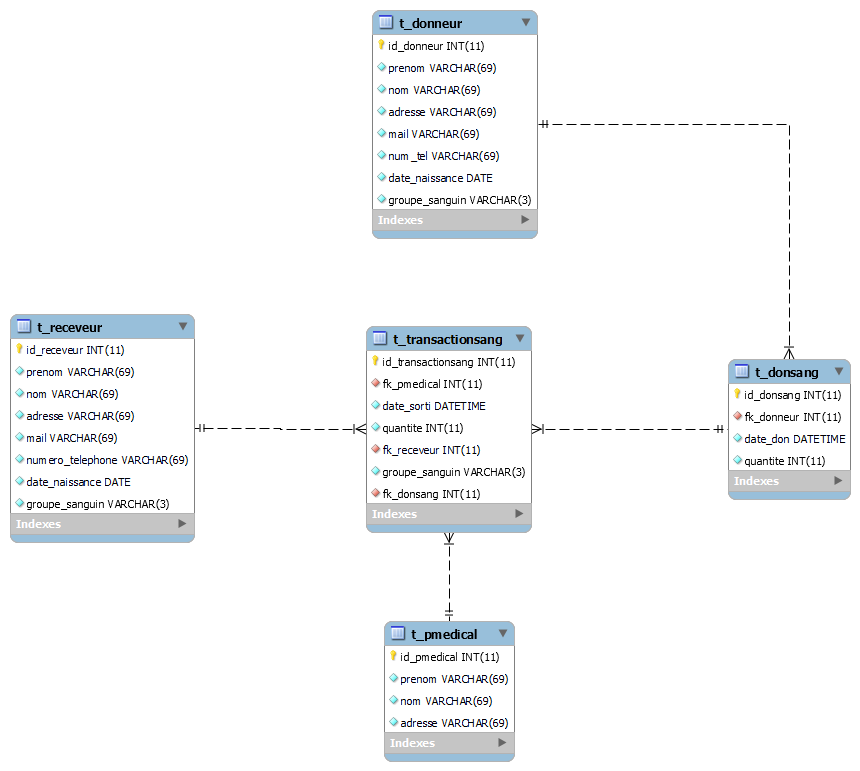 t_donneur
id_donneur INT(11)
prenom VARCHAR(69)
nom VARCHAR(69)
adresse VARCHAR(69)
mail VARCHAR(69)
num_tel VARCHAR(69)
date_naissance DATE
groupe_sanguin VARCHAR(3)
Indexes
t_receveur
id_receveur INT(11)
prenom VARCHAR(69)
nom VARCHAR(69)
adresse VARCHAR(69)
mail VARCHAR(69)
numero_telephone VARCHAR(69)
date_naissance DATE
groupe_sanguin VARCHAR(3)
Indexes
t_transactionsang
id_transactionsang INT(11)
fk_pmedical INT(11)
date_sorti DATETIME
quantite INT(11)
fk_receveur INT(11)
groupe_sanguin VARCHAR(3)
fk_donsang INT(11)
Indexes
t_donsang
id_donsang INT(11)
fk_donneur INT(11)
date_don DATETIME
quantite INT(11)
Indexes
t_pmedical
id_pmedical INT(11)
prenom VARCHAR(69)
nom VARCHAR(69)
adresse VARCHAR(69)
Indexes